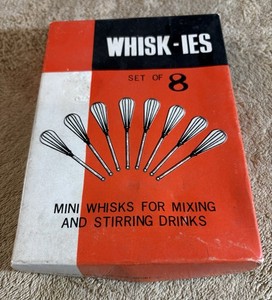 WHISK-IES
SET OF 8
MINI WHISKS FOR MIXING
AND STIRRING DRINKS